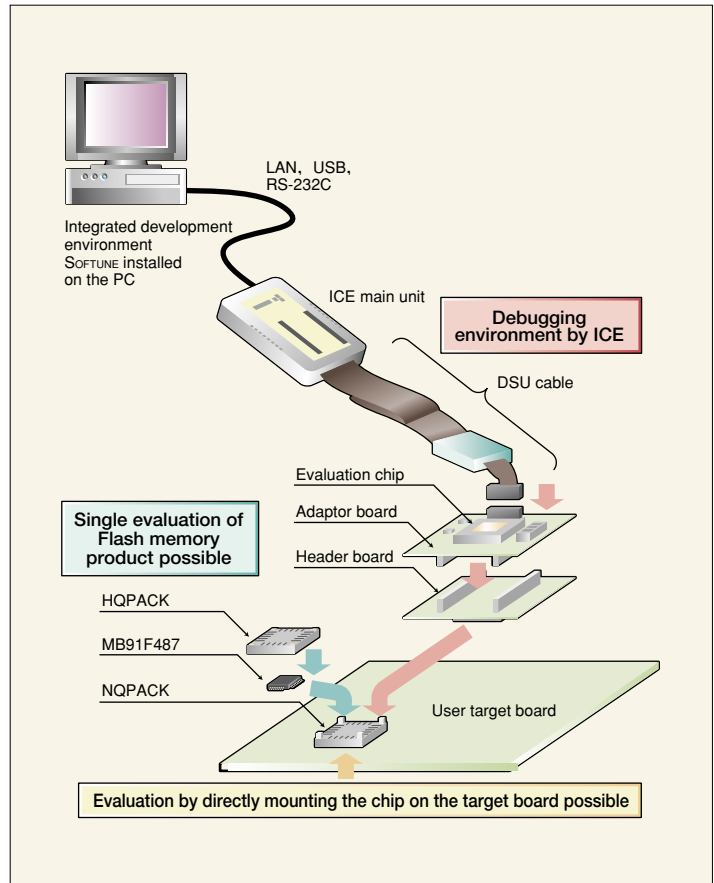 LAN, USB,
RS-232C
Integrated development
environment
SOFTUNE installed
on the PC
ICE main unit
Debugging
environment by ICE
DSU cable
Evaluation chip
Adaptor board
Header board
Single evaluation of
Flash memory
product possible
HQPACK
MB91F487
NQPACK
User target board
Evaluation by directly mounting the chip on the target board possible